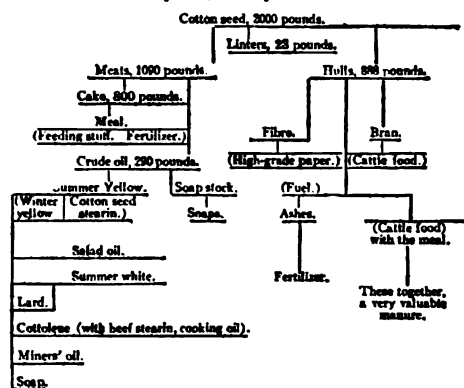 Cotton seed, 2000 pounds.
Linters, 23 pounds.
Meats, 1090 pounds.
Hulls, 888 pounds.
Cake, 800 pounds.
Meal.
(Feeding stuff. Fertilizer.)
Fibre.
Bran.
(High-grade paper.)
(Cattle food.)
Crude oil, 290 pounds.
Summer Yellow.
Soap stock.
(Fuel.)
(Winter yellow
Cotton seed stearin.)
Soaps.
Ashes.
(Cattle food)
with the meal.
Salad oil.
Summer white.
Fertilizer.
These together,
a very valuable
manure.
Lard.
Cottolene (with beef stearin, cooking oil).
Miners' oil.
Soap.